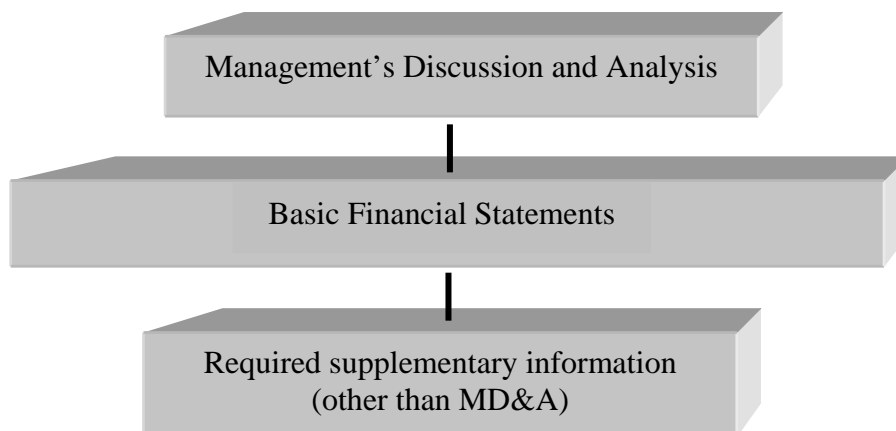 Management’s Discussion and Analysis
Basic Financial Statements
Required supplementary information
(other than MD&A)